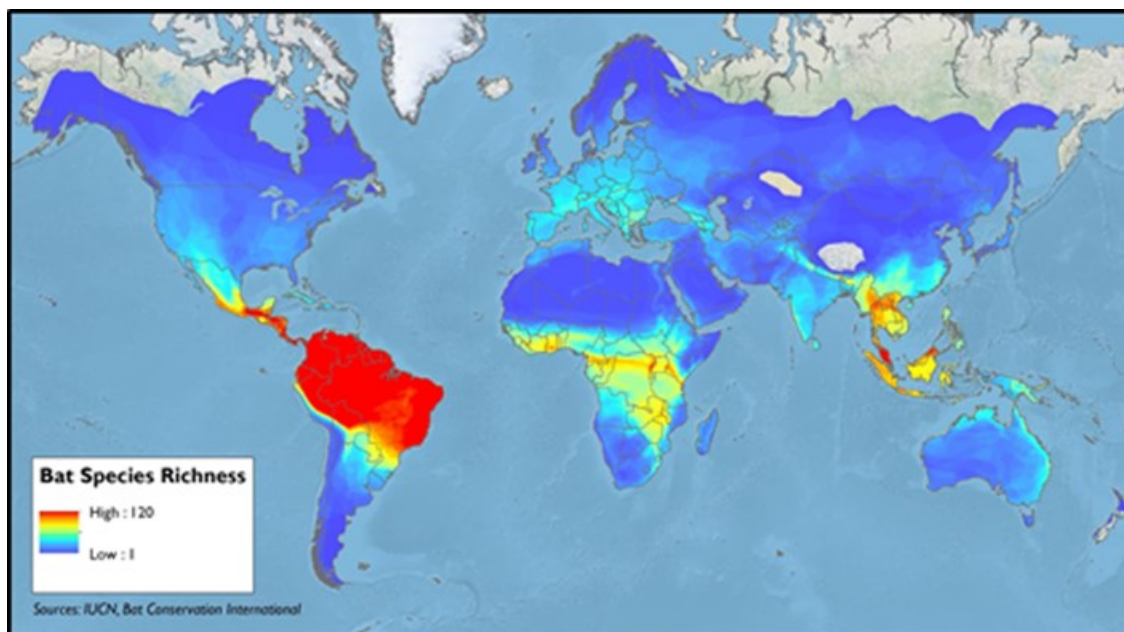 Bat Species Richness
High : 120
Low : 1
Sources: IUCN, Bat Conservation International